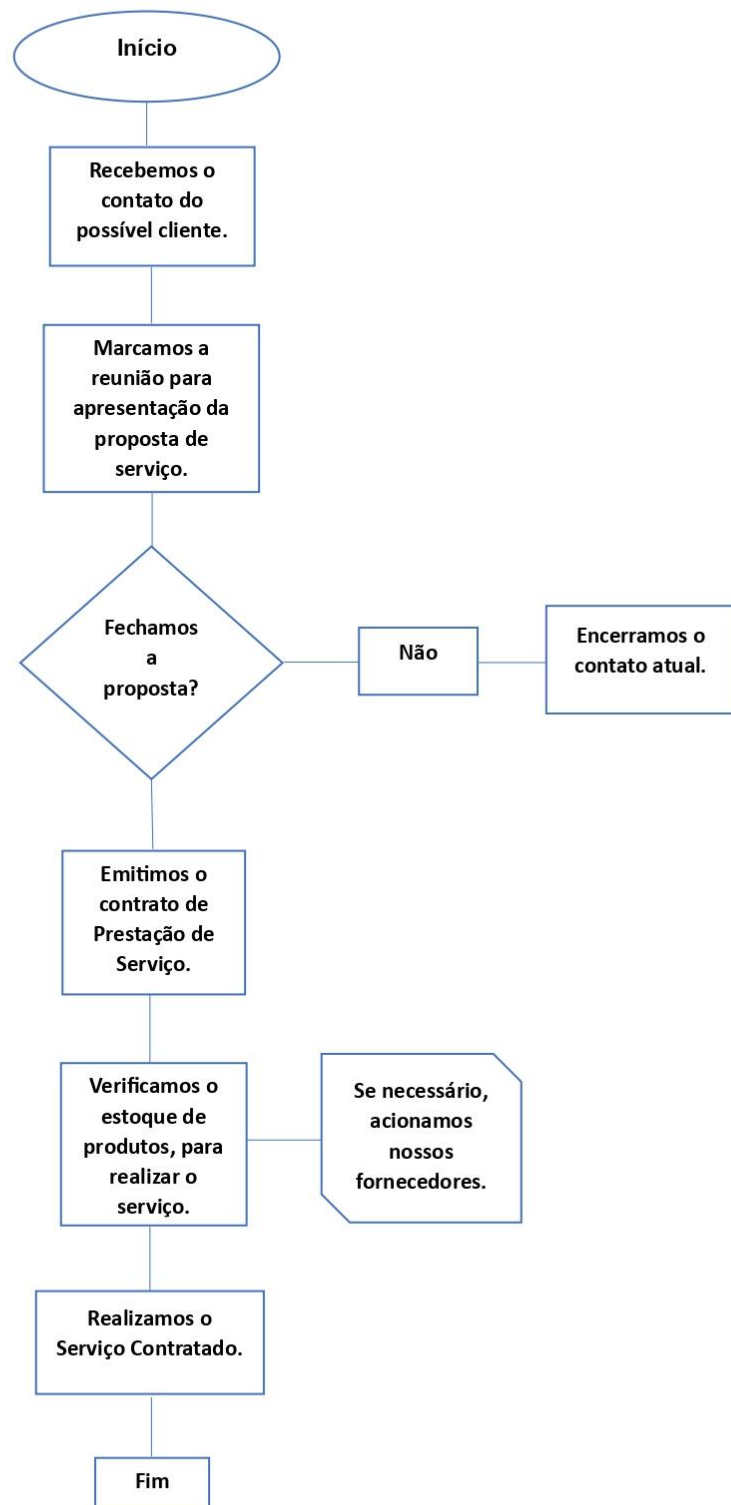 Início
Recebemos o
contato do
possível cliente.
Marcamos a
reunião para
apresentação da
proposta de
serviço.
Fechamos
a
proposta?
Não
Encerramos o
contato atual.
Emitimos o
contrato de
Prestação de
Serviço.
Verificamos o
estoque de
produtos, para
realizar o
serviço.
Se necessário,
acionamos
nossos
fornecedores.
Realizamos o
Serviço Contratado.
Fim